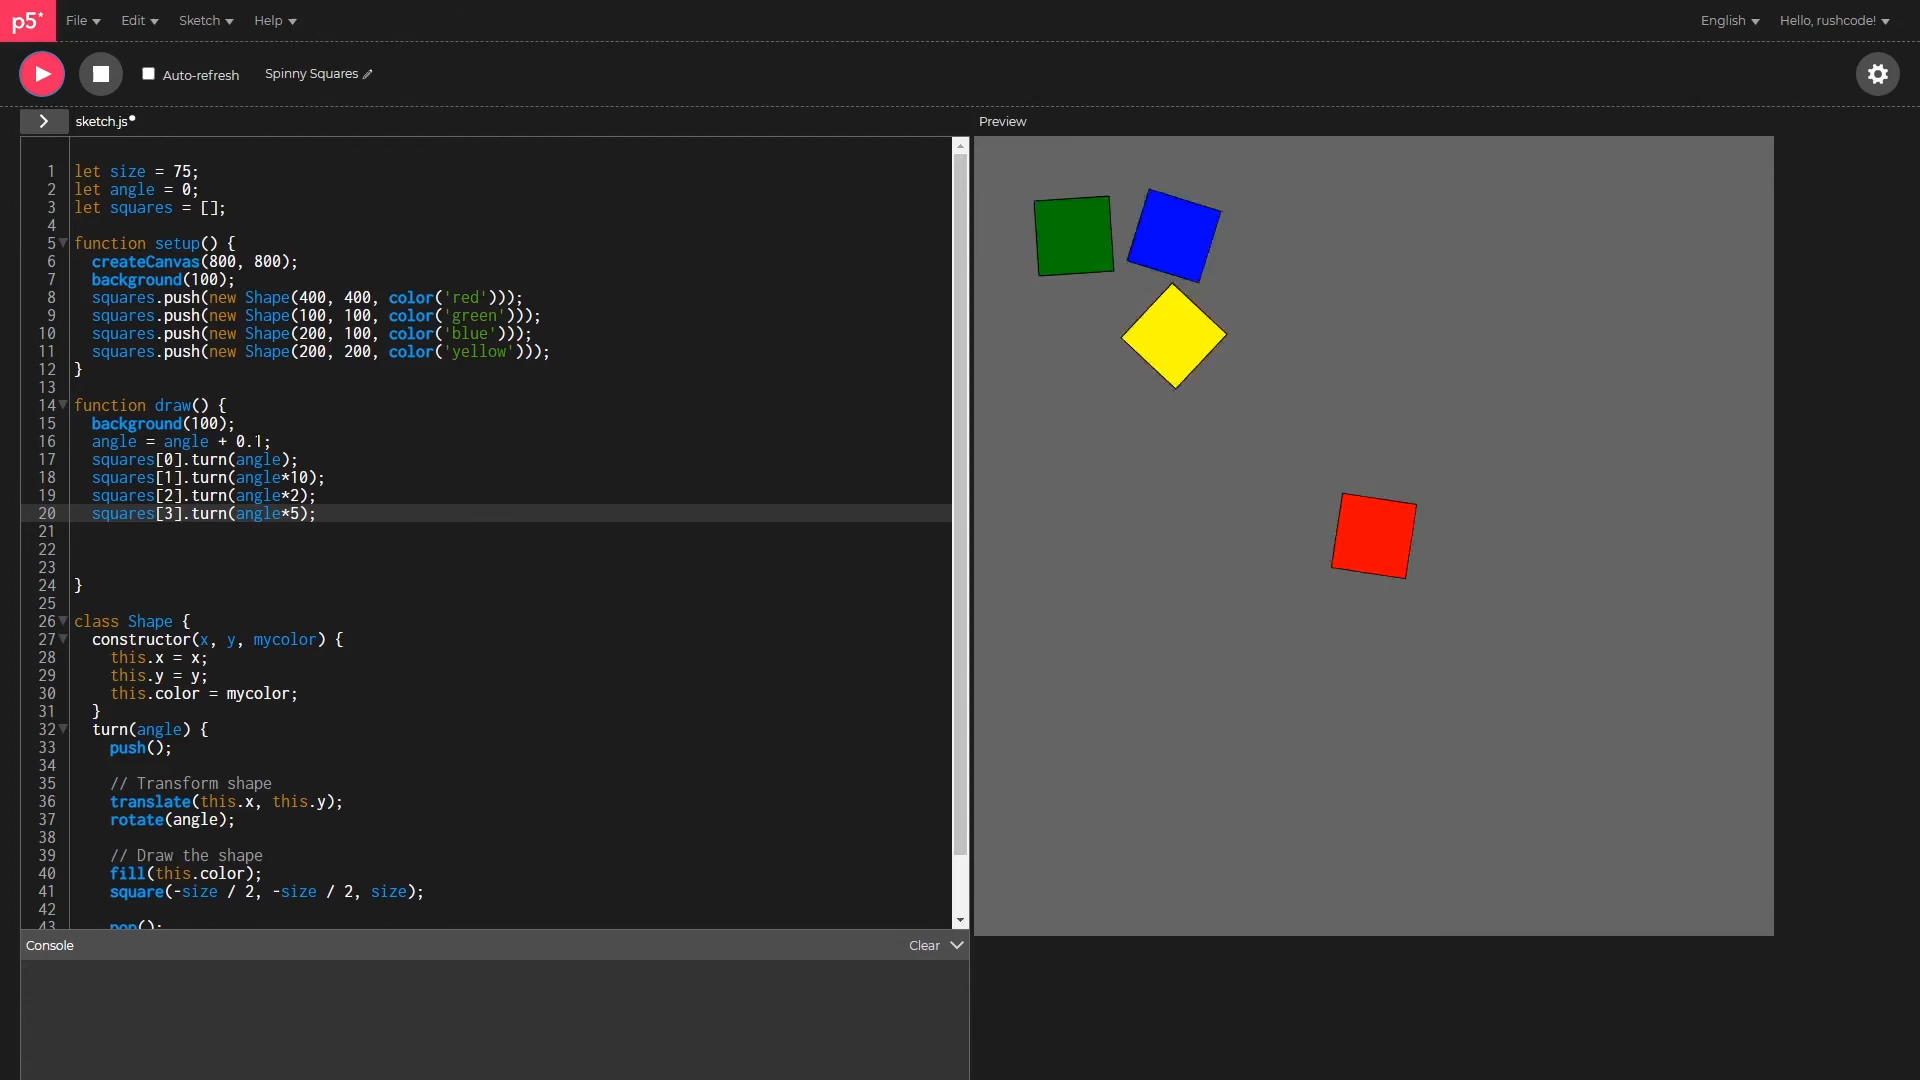 p5* File Edit Sketch Help English Hello, rushcode!
Auto-refresh Spinny Squares
> sketch.js Preview
1 let size = 75;
2 let angle = 0;
3 let squares = [];
4
5 function setup() {
6 createCanvas(800, 800);
7 background(100);
8 squares.push(new Shape(400, 400, color('red')));
9 squares.push(new Shape(100, 100, color('green')));
10 squares.push(new Shape(200, 100, color('blue')));
11 squares.push(new Shape(200, 200, color('yellow')));
12 }
13
14 function draw() {
15 background(100);
16 angle = angle + 0.1;
17 squares[0].turn(angle);
18 squares[1].turn(angle*10);
19 squares[2].turn(angle*2);
20 squares[3].turn(angle*5);
21
22
23
24 }
25
26 class Shape {
27 constructor(x, y, mycolor) {
28 this.x = x;
29 this.y = y;
30 this.color = mycolor;
31 }
32 turn(angle) {
33 push();
34
35 // Transform shape
36 translate(this.x, this.y);
37 rotate(angle);
38
39 // Draw the shape
40 fill(this.color);
41 square(-size / 2, -size / 2, size);
42
43 pop();
Console Clear